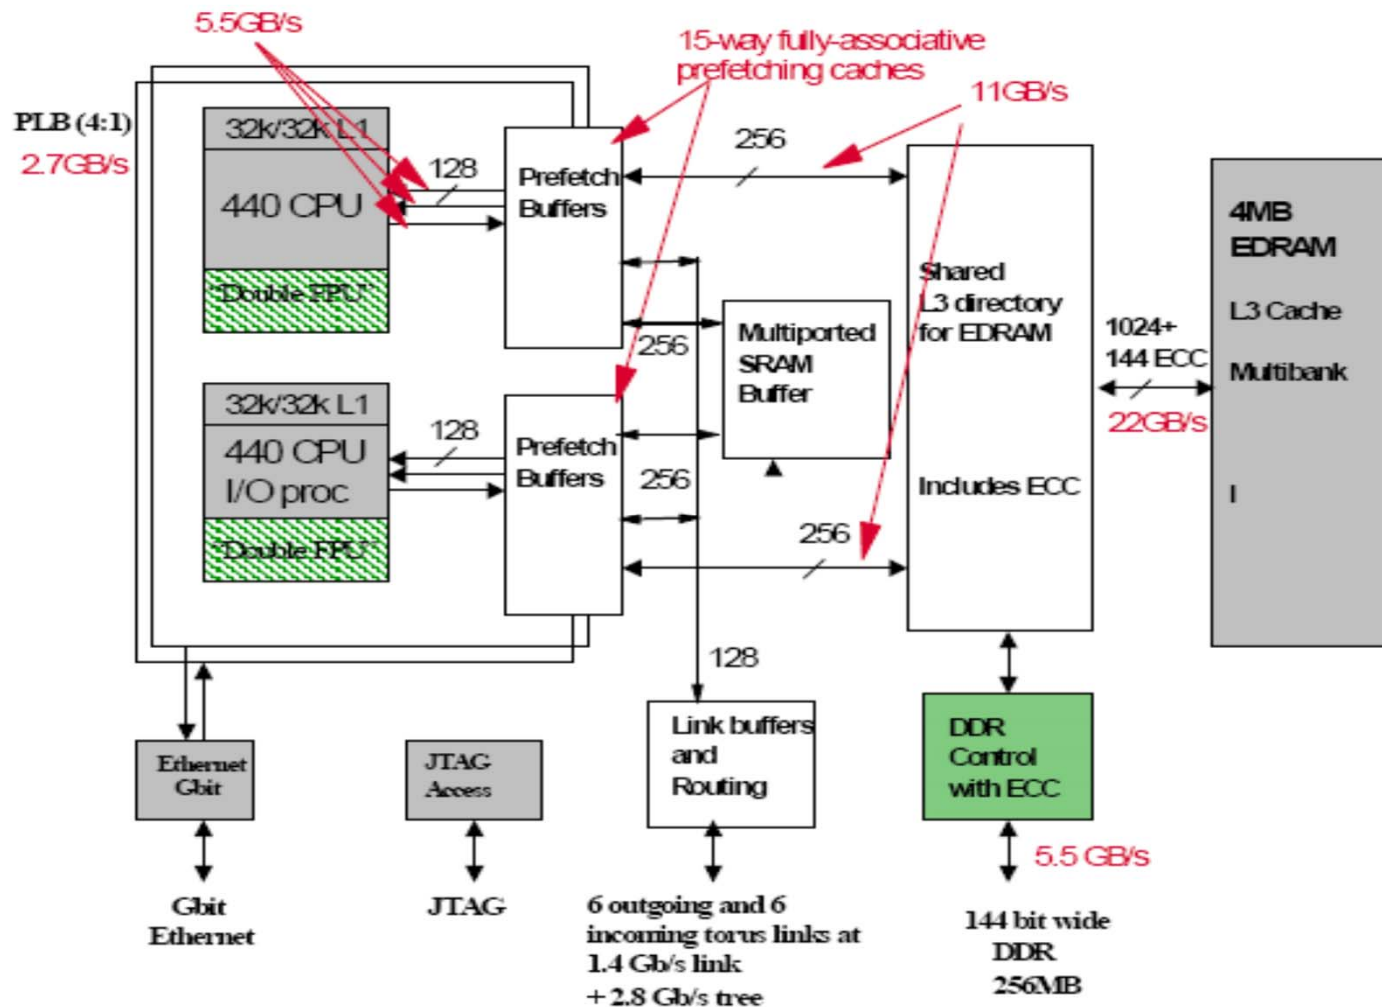 5.5GB/s
15-way fully-associative
prefetching caches
11GB/s
PLB (4:1)
2.7GB/s
32k/32k L1
440 CPU
"Double FPU"
128
Prefetch
Buffers
256
256
Multiported
SRAM
Buffer
Shared
L3 directory
for EDRAM
Includes ECC
1024+
144 ECC
22GB/s
4MB
EDRAM
L3 Cache
Multibank
I
32k/32k L1
440 CPU
I/O proc
"Double FPU"
128
Prefetch
Buffers
256
256
128
Ethernet
Gbit
JTAG
Access
Link buffers
and
Routing
DDR
Control
with ECC
5.5 GB/s
Gbit
Ethernet
JTAG
6 outgoing and 6
incoming torus links at
1.4 Gb/s link
+ 2.8 Gb/s tree
144 bit wide
DDR
256MB